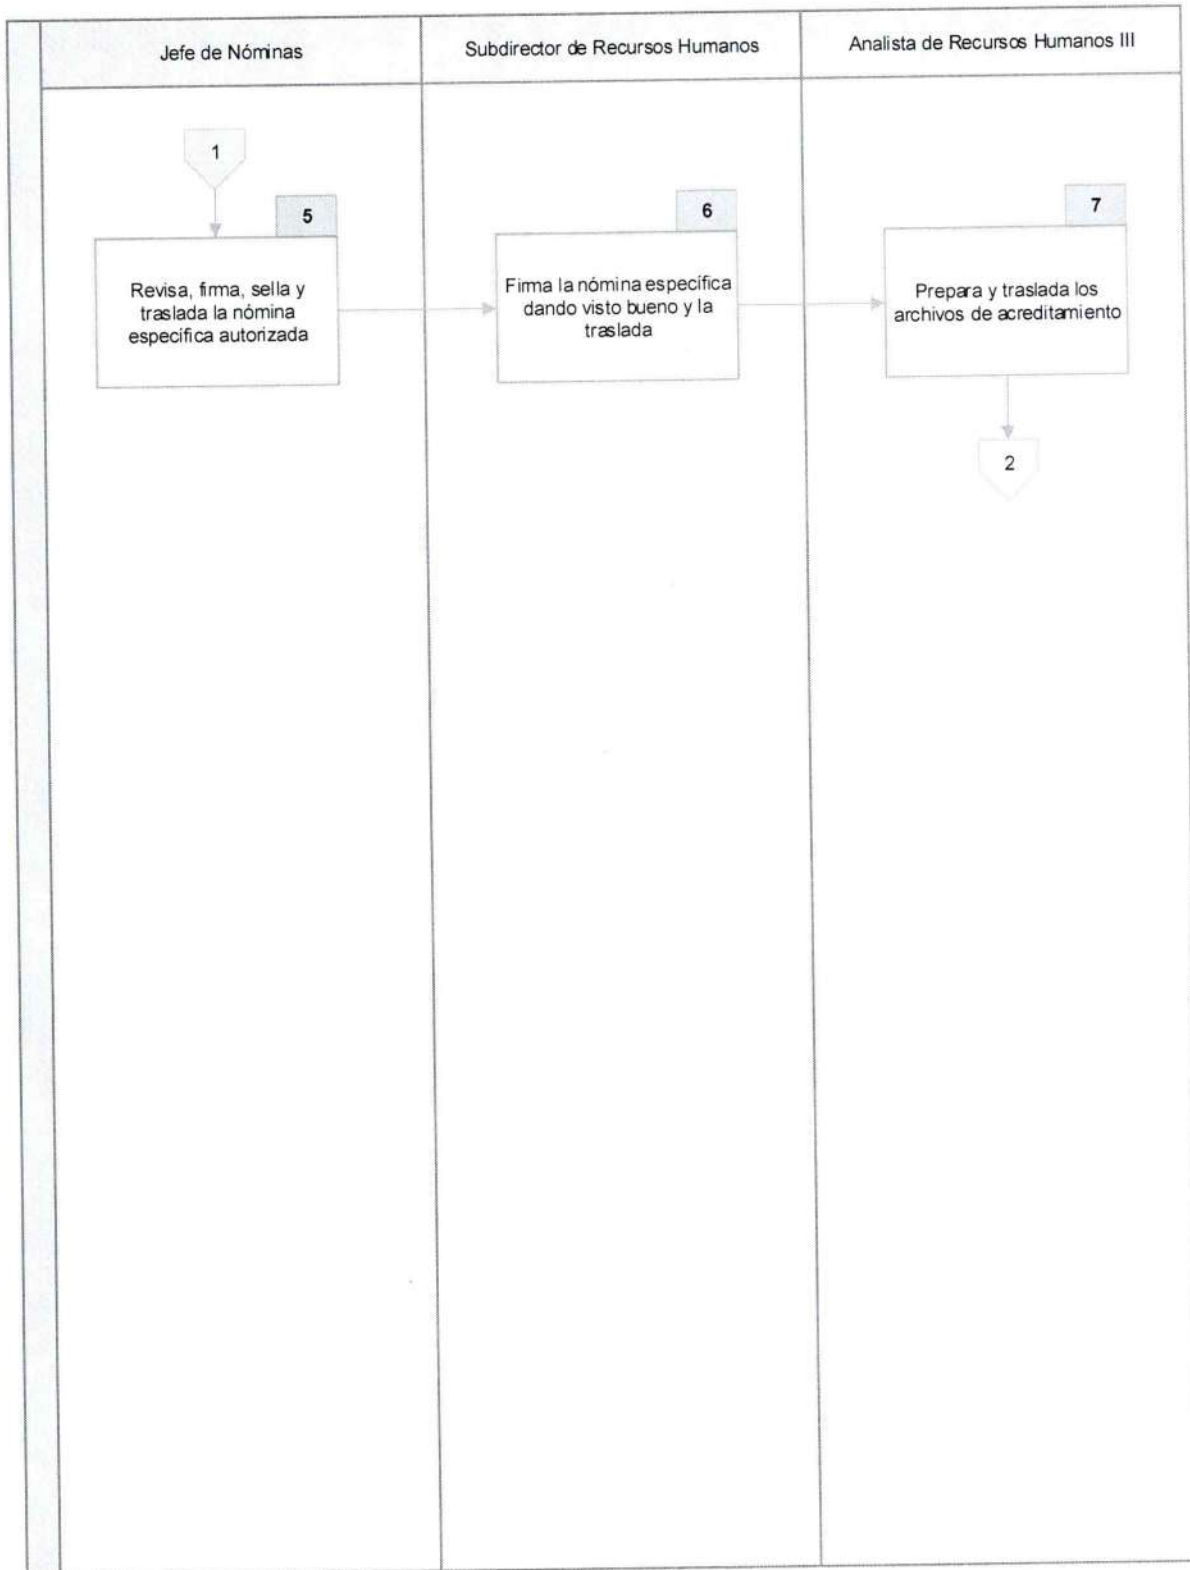 Jefe de Nóminas
Subdirector de Recursos Humanos
Analista de Recursos Humanos III
1
5
Revisa, firma, sella y
traslada la nómina
específica autorizada
6
Firma la nómina específica
dando visto bueno y la
traslada
7
Prepara y traslada los
archivos de acreditamiento
2